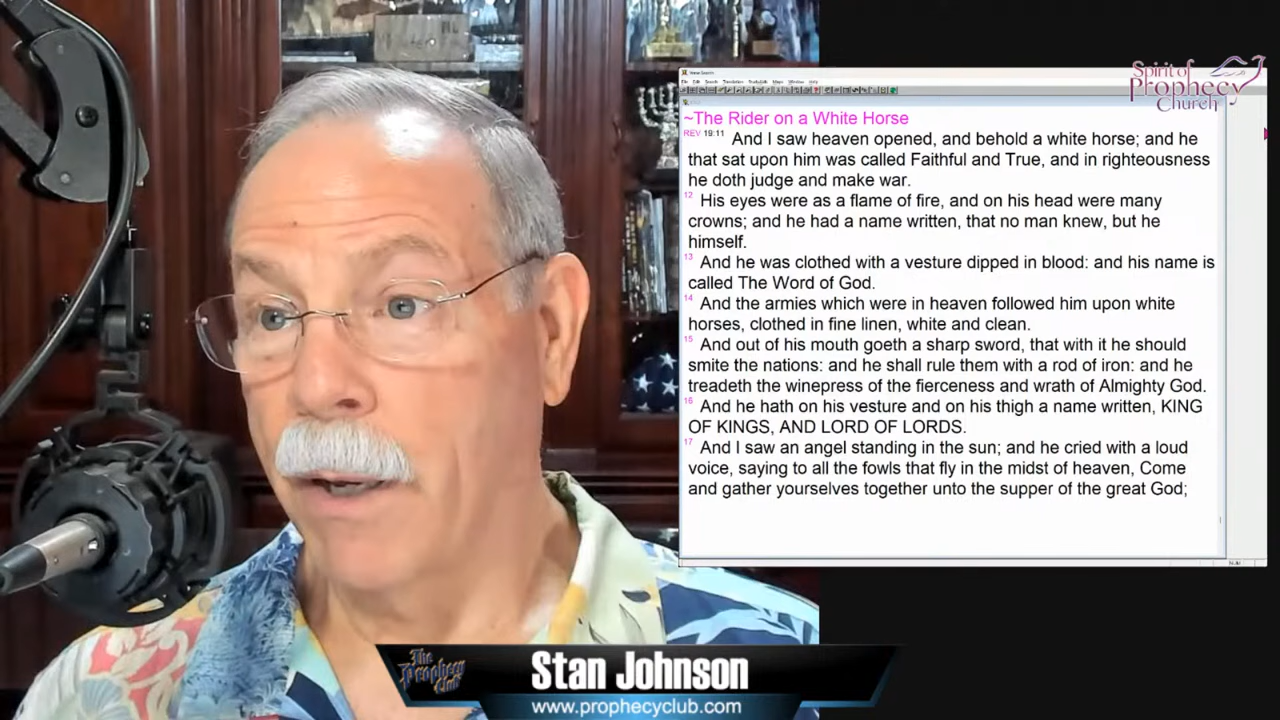 Spirit of
Prophecy
Church
~The Rider on a White Horse
REV 19:11 And I saw heaven opened, and behold a white horse; and he
that sat upon him was called Faithful and True, and in righteousness
he doth judge and make war.
12 His eyes were as a flame of fire, and on his head were many
crowns; and he had a name written, that no man knew, but he
himself.
13 And he was clothed with a vesture dipped in blood: and his name is
called The Word of God.
14 And the armies which were in heaven followed him upon white
horses, clothed in fine linen, white and clean.
15 And out of his mouth goeth a sharp sword, that with it he should
smite the nations: and he shall rule them with a rod of iron: and he
treadeth the winepress of the fierceness and wrath of Almighty God.
16 And he hath on his vesture and on his thigh a name written, KING
OF KINGS, AND LORD OF LORDS.
17 And I saw an angel standing in the sun; and he cried with a loud
voice, saying to all the fowls that fly in the midst of heaven, Come
and gather yourselves together unto the supper of the great God;
The
Prophecy
Club
Stan Johnson
www.prophecyclub.com